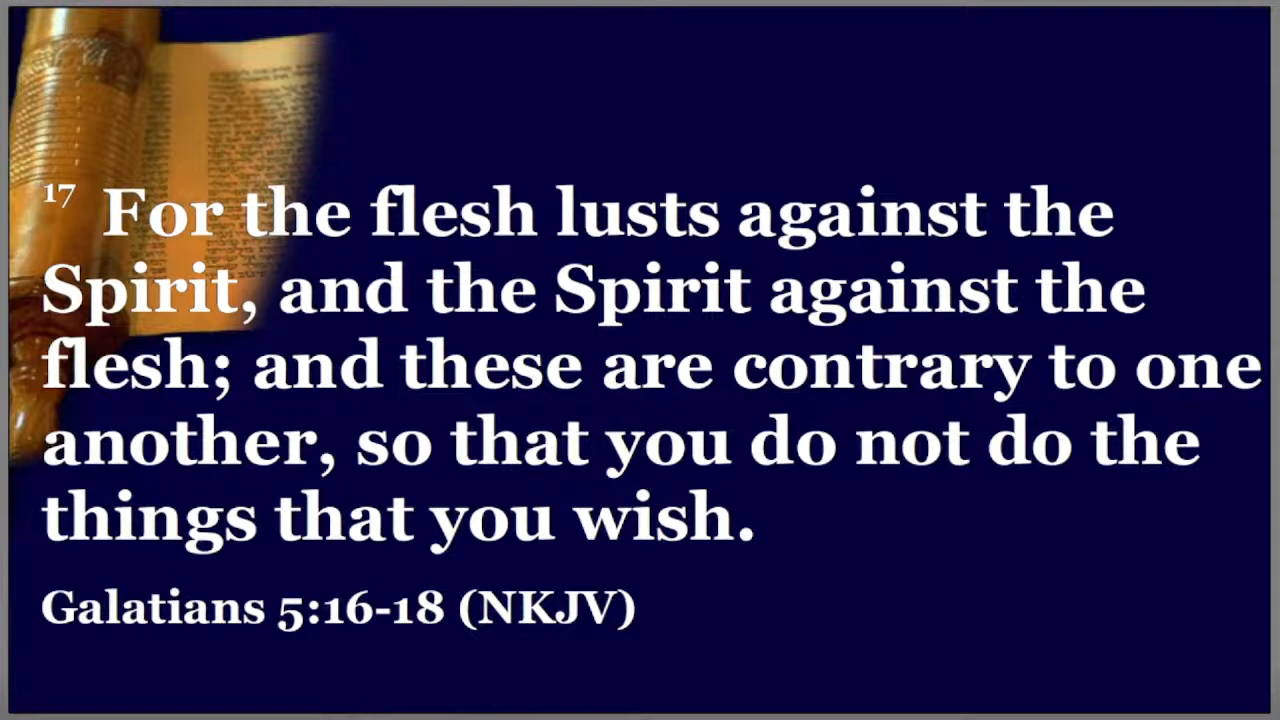 17 For the flesh lusts against the
Spirit, and the Spirit against the
flesh; and these are contrary to one
another, so that you do not do the
things that you wish.
Galatians 5:16-18 (NKJV)